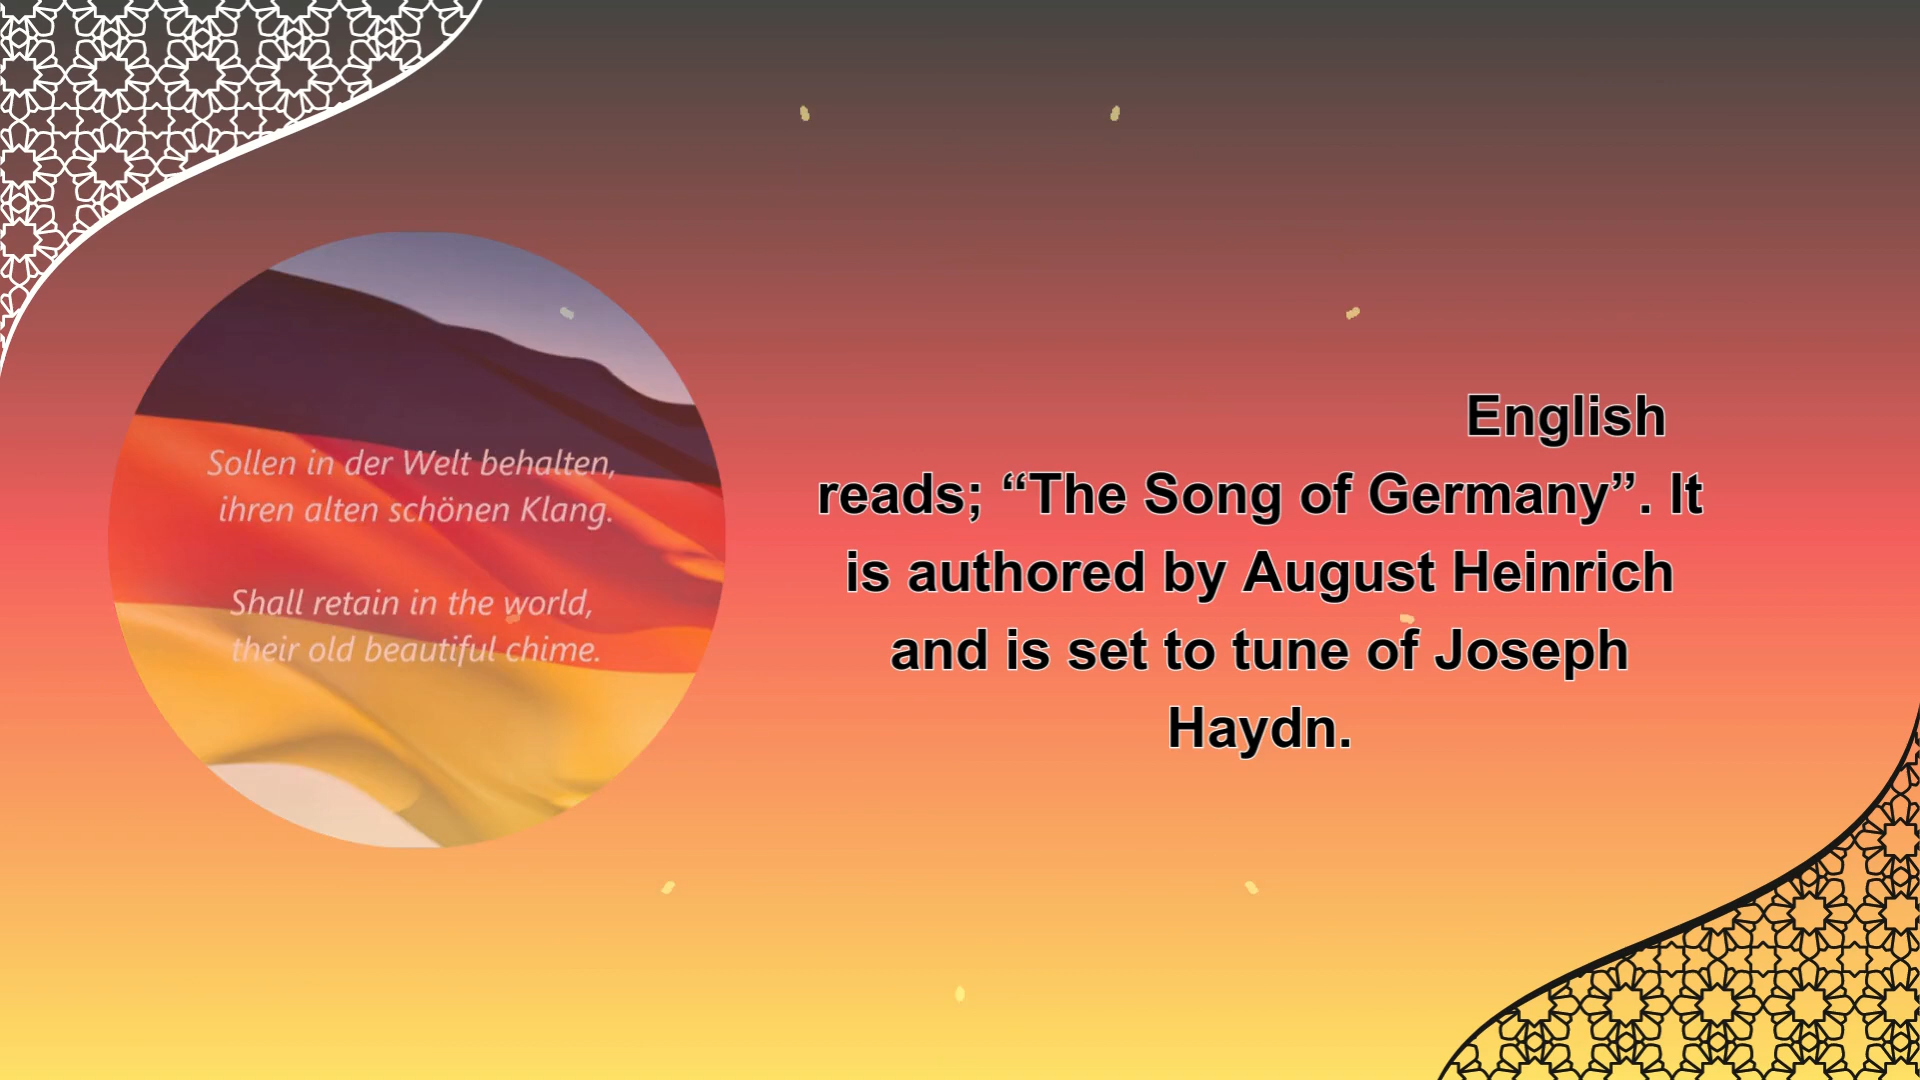 Sollen in der Welt behalten,
ihren alten schönen Klang.
Shall retain in the world,
their old beautiful chime.
English
reads; “The Song of Germany”. It
is authored by August Heinrich
and is set to tune of Joseph
Haydn.